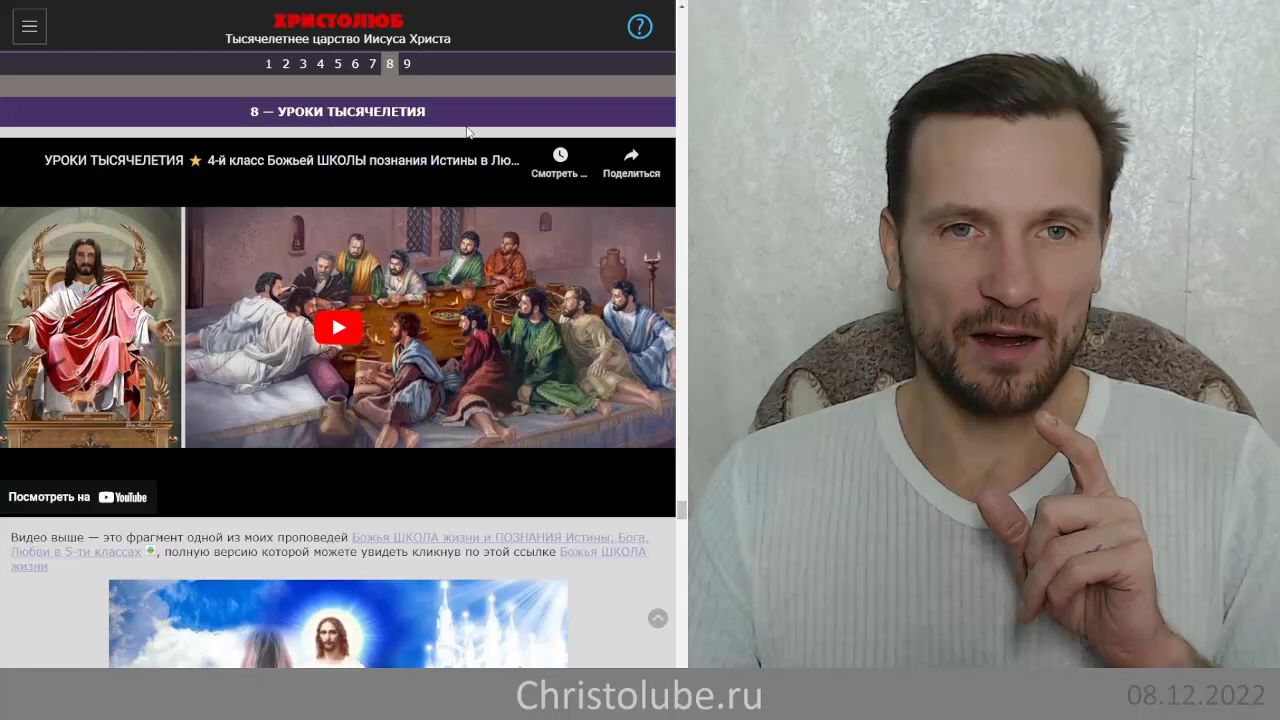 ХРИСТОЛЮБ
Тысячелетнее царство Иисуса Христа
?
1 2 3 4 5 6 7 8 9
8 — УРОКИ ТЫСЯЧЕЛЕТИЯ
УРОКИ ТЫСЯЧЕЛЕТИЯ ★ 4-й класс Божьей ШКОЛЫ познания Истины в Лю...
Смотреть ...
Поделиться
Посмотреть на YouTube
Видео выше — это фрагмент одной из моих проповедей Божья ШКОЛА жизни и ПОЗНАНИЯ Истины, Бога,
Любви в 5-ти классах, полную версию которой можете увидеть кликнув по этой ссылке Божья ШКОЛА
жизни
Christolube.ru
08.12.2022